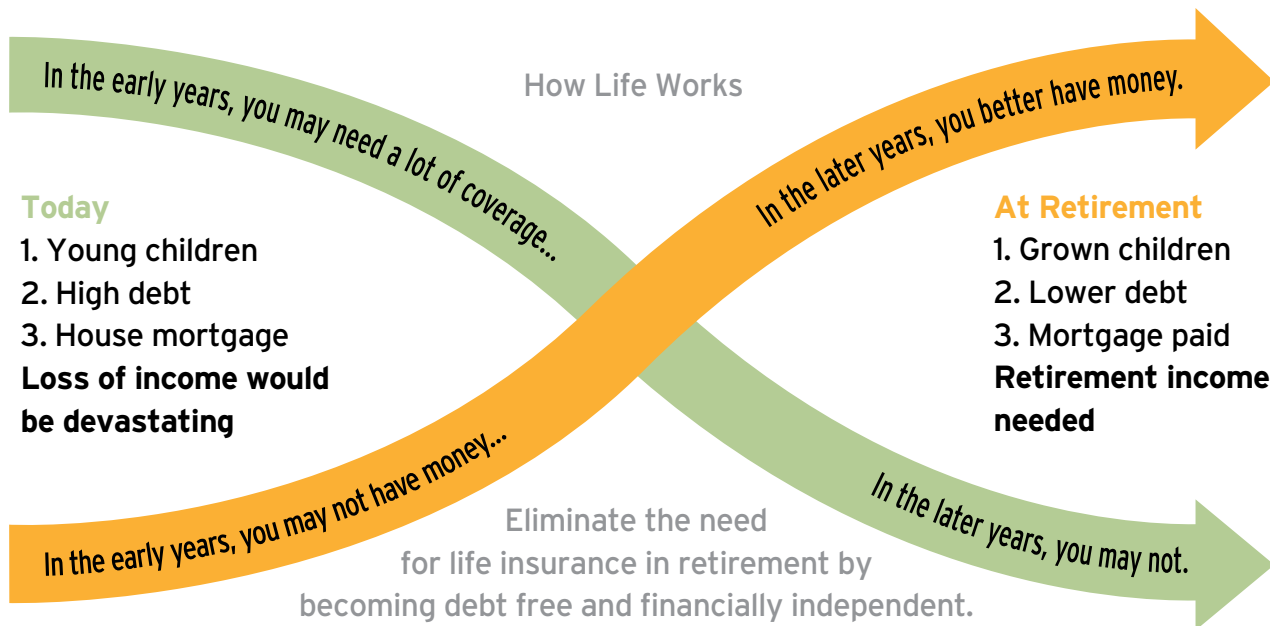 How Life Works
In the early years, you may need a lot of coverage...
In the later years, you better have money.
Today
1. Young children
2. High debt
3. House mortgage
Loss of income would
be devastating
At Retirement
1. Grown children
2. Lower debt
3. Mortgage paid
Retirement income
needed
In the early years, you may not have money...
In the later years, you may not.
Eliminate the need
for life insurance in retirement by
becoming debt free and financially independent.